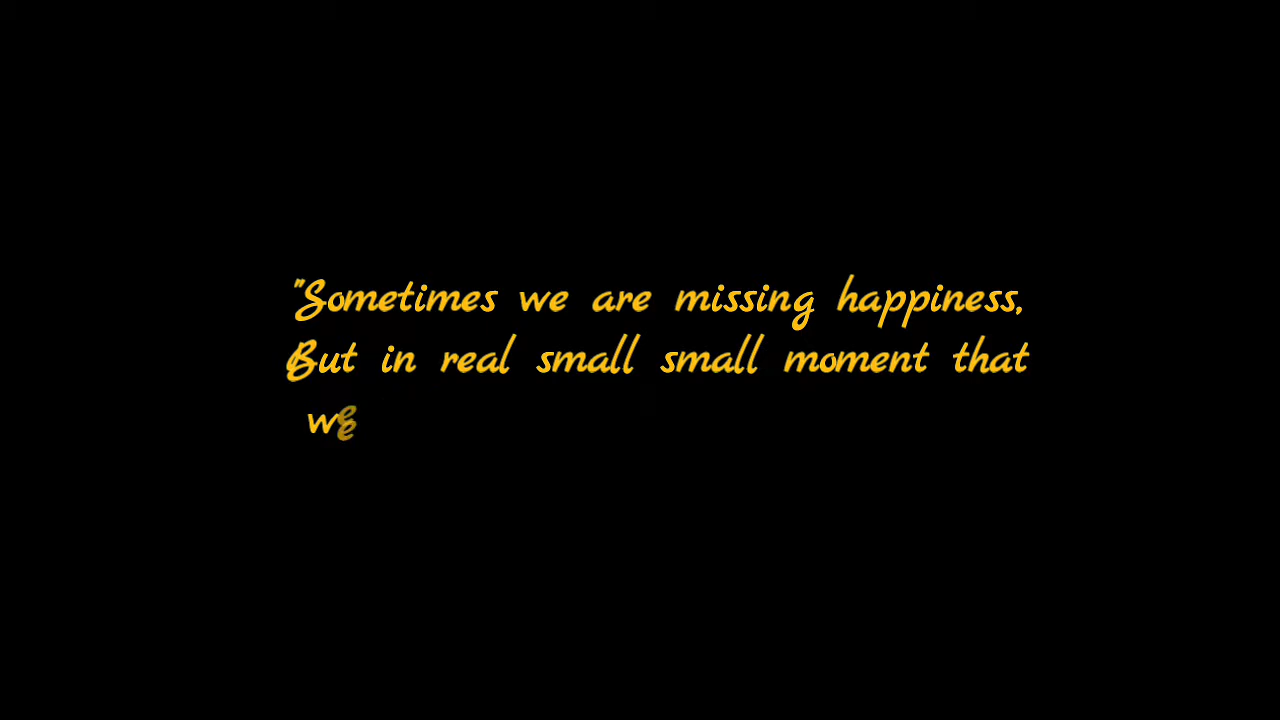 "Sometimes we are missing happiness,
But in real small small moment that
we